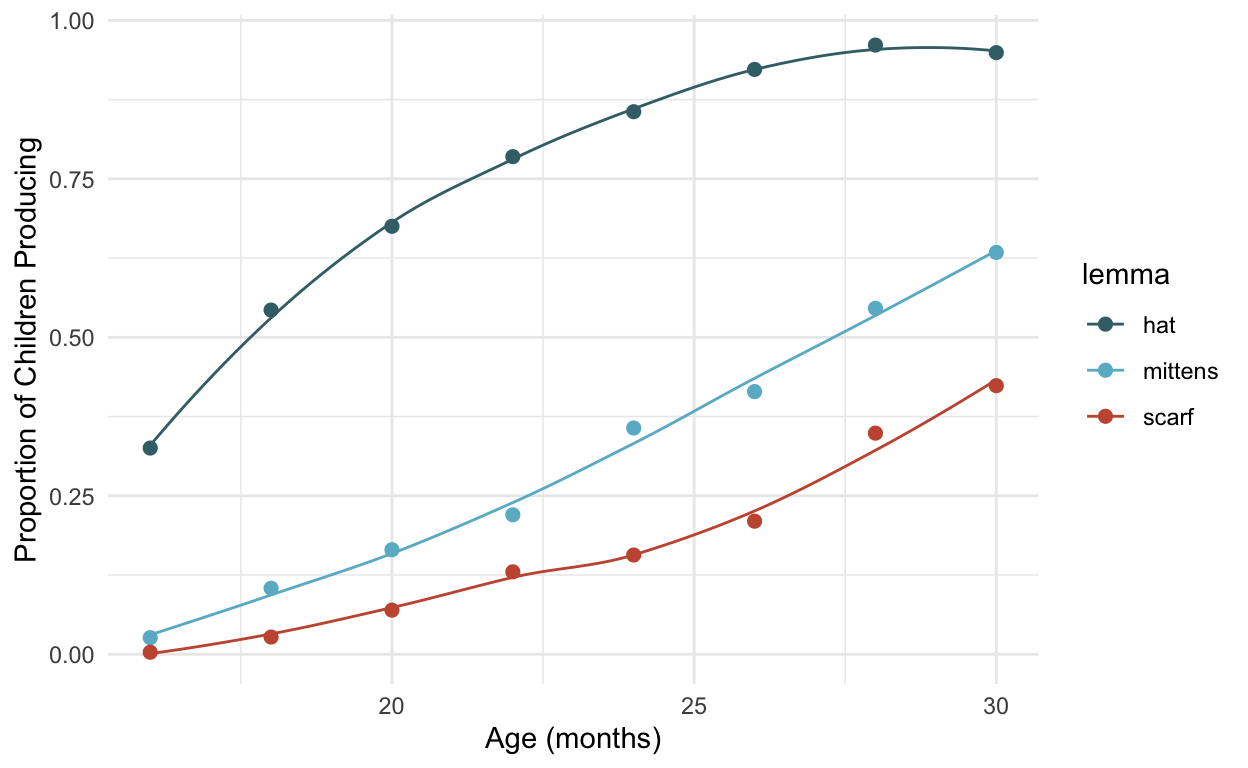 1.00
0.75
0.50
0.25
0.00
Proportion of Children Producing
20 25 30
Age (months)
lemma
hat
mittens
scarf